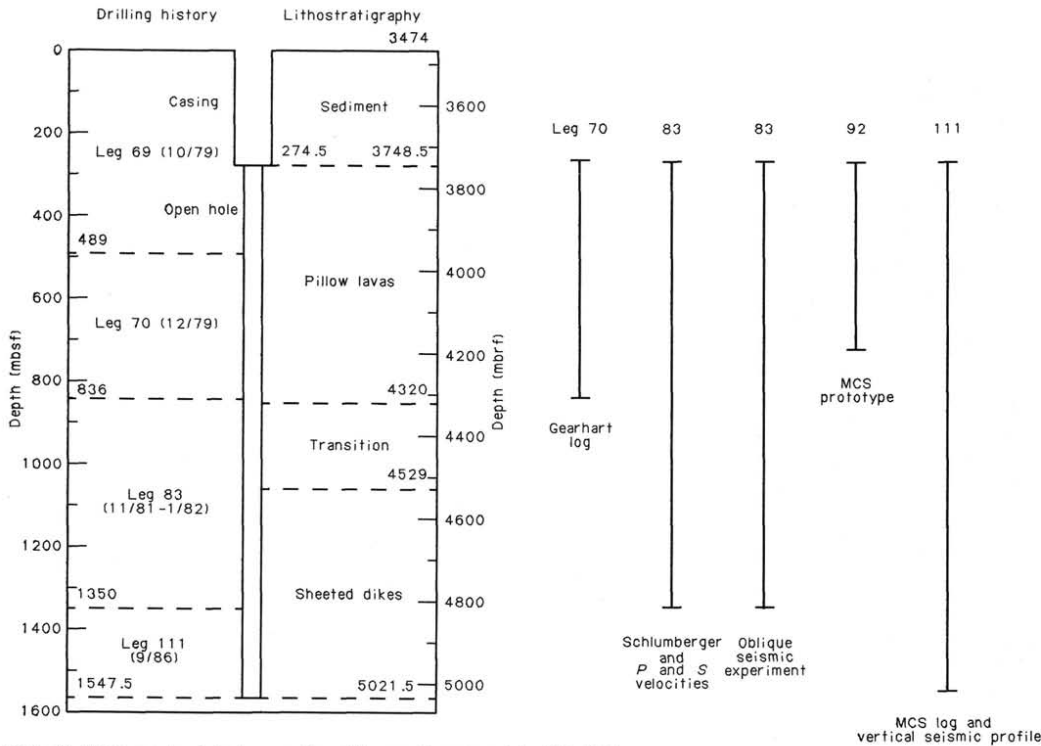 Drilling history
Lithostratigraphy
3474
0
200
400
600
800
1000
1200
1400
1600
Depth (mbsf)
Casing
Leg 69 (10/79)
Open hole
489
Leg 70 (12/79)
836
Leg 83
(11/81-1/82)
1350
Leg 111
(9/86)
1547.5
Sediment
274.5
3748.5
Pillow lavas
4320
Transition
4529
Sheeted dikes
5021.5
3600
3800
4000
4200
4400
4600
4800
5000
Depth (mbrf)
Leg 70
83
83
92
111
Gearhart
log
Schlumberger
and
P and S
velocities
Oblique
seismic
experiment
MCS
prototype
MCS log and
vertical seismic profile